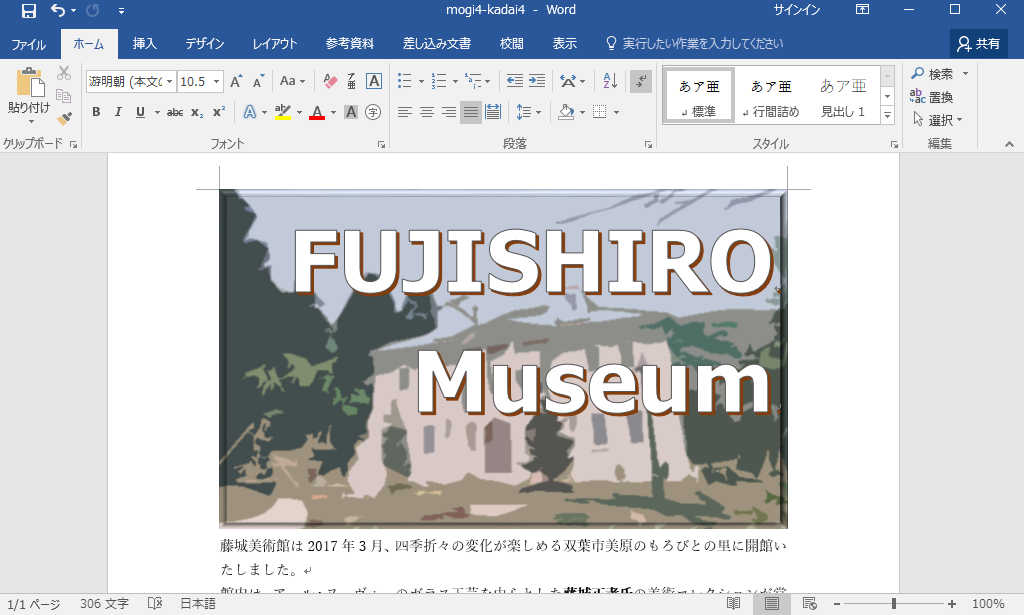 mogi4-kadai4 - Word
サインイン
ファイル ホーム 挿入 デザイン レイアウト 参考資料 差し込み文書 校閲 表示 実行したい作業を入力してください 共有
貼り付け
游明朝 (本文の 10.5 A A Aa A
B I U abc x₂ x² A ab A A 字
あア亜 あア亜 あア亜
標準 行間詰め 見出し 1
検索
置換
選択
クリップボード フォント 段落 スタイル 編集
FUJISHIRO
Museum
藤城美術館は 2017 年 3 月、四季折々の変化が楽しめる双葉市美原のもろびとの里に開館い
たしました。
1/1 ページ 306 文字 日本語 100%